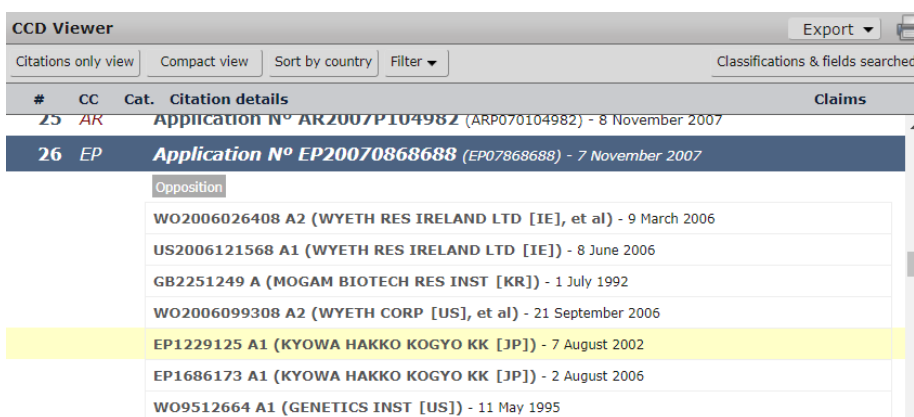 CCD Viewer Export
Citations only view Compact view Sort by country Filter Classifications & fields searched
# CC Cat. Citation details Claims
25 AR Application Nº AR2007P104982 (ARP070104982) - 8 November 2007
26 EP Application Nº EP20070868688 (EP07868688) - 7 November 2007
Opposition
WO2006026408 A2 (WYETH RES IRELAND LTD [IE], et al) - 9 March 2006
US2006121568 A1 (WYETH RES IRELAND LTD [IE]) - 8 June 2006
GB2251249 A (MOGAM BIOTECH RES INST [KR]) - 1 July 1992
WO2006099308 A2 (WYETH CORP [US], et al) - 21 September 2006
EP1229125 A1 (KYOWA HAKKO KOGYO KK [JP]) - 7 August 2002
EP1686173 A1 (KYOWA HAKKO KOGYO KK [JP]) - 2 August 2006
WO9512664 A1 (GENETICS INST [US]) - 11 May 1995